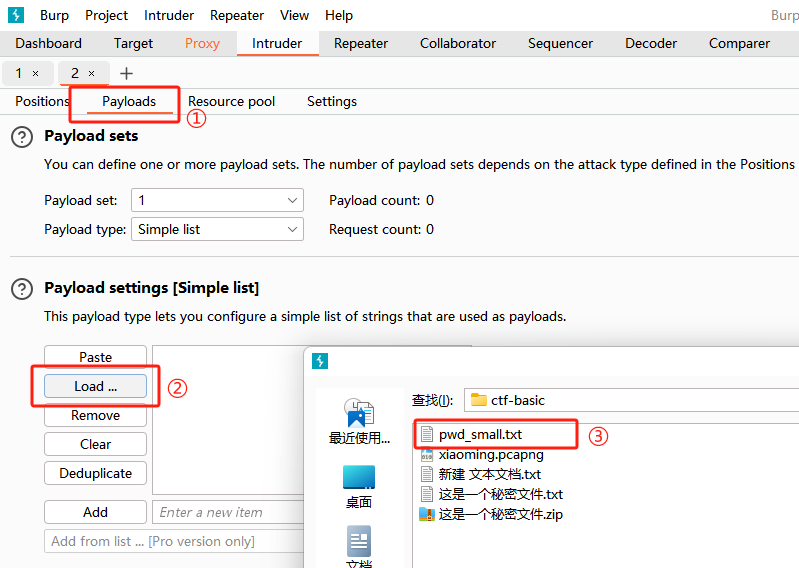 Burp Project Intruder Repeater View Help Burp
Dashboard Target Proxy Intruder Repeater Collaborator Sequencer Decoder Comparer
1 × 2 × +
Positions Payloads Resource pool Settings
①
? Payload sets
You can define one or more payload sets. The number of payload sets depends on the attack type defined in the Positions
Payload set: 1 Payload count: 0
Payload type: Simple list Request count: 0
? Payload settings [Simple list]
This payload type lets you configure a simple list of strings that are used as payloads.
Paste
Load ... ②
Remove
Clear
Deduplicate
Add Enter a new item
Add from list ... [Pro version only]
查找(I): ctf-basic
最近使用...
桌面
文档
pwd_small.txt ③
xiaoming.pcapng
新建 文本文档.txt
这是一个秘密文件.txt
这是一个秘密文件.zip